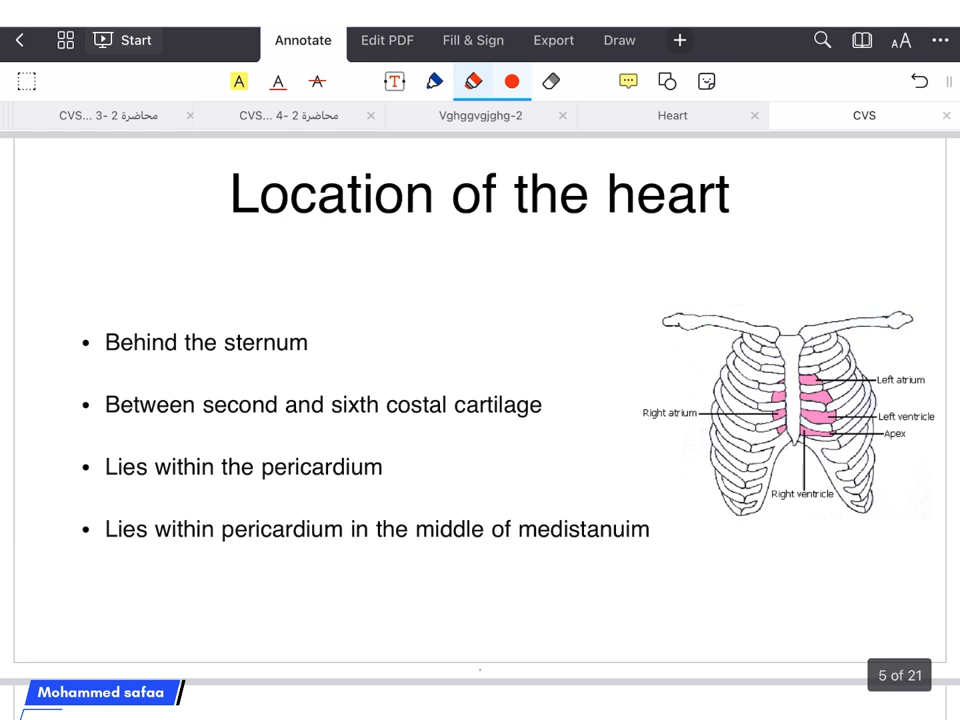 Start
Annotate
Edit PDF
Fill & Sign
Export
Draw
AA
A
A
A
T
CVS... 3- 2 محاضرة
CVS... 4- 2 محاضرة
Vghggvgjghg-2
Heart
CVS
Location of the heart
• Behind the sternum
• Between second and sixth costal cartilage
• Lies within the pericardium
• Lies within pericardium in the middle of medistanuim
Left atrium
Right atrium
Left ventricle
Apex
Right ventricle
5 of 21
Mohammed safaa